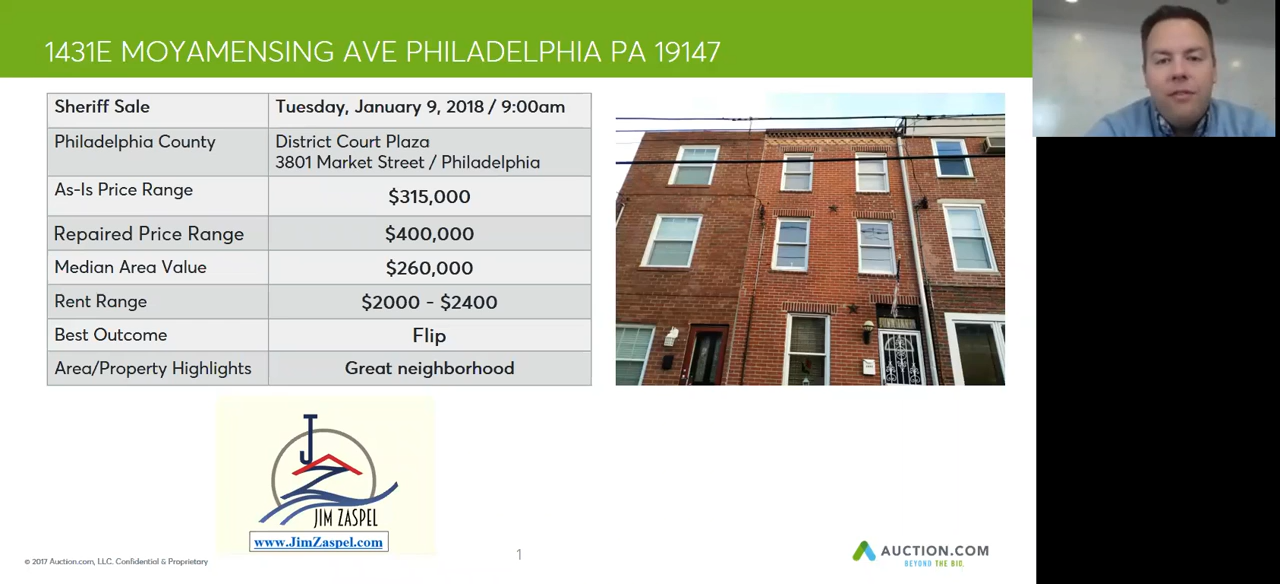 1431E MOYAMENSING AVE PHILADELPHIA PA 19147
Sheriff Sale
Tuesday, January 9, 2018 / 9:00am
Philadelphia County
District Court Plaza
3801 Market Street / Philadelphia
As-Is Price Range
$315,000
Repaired Price Range
$400,000
Median Area Value
$260,000
Rent Range
$2000 - $2400
Best Outcome
Flip
Area/Property Highlights
Great neighborhood
JZ
JIM ZASPEL
www.JimZaspel.com
© 2017 Auction.com, LLC. Confidential & Proprietary
1
AUCTION.COM
BEYOND THE BID.